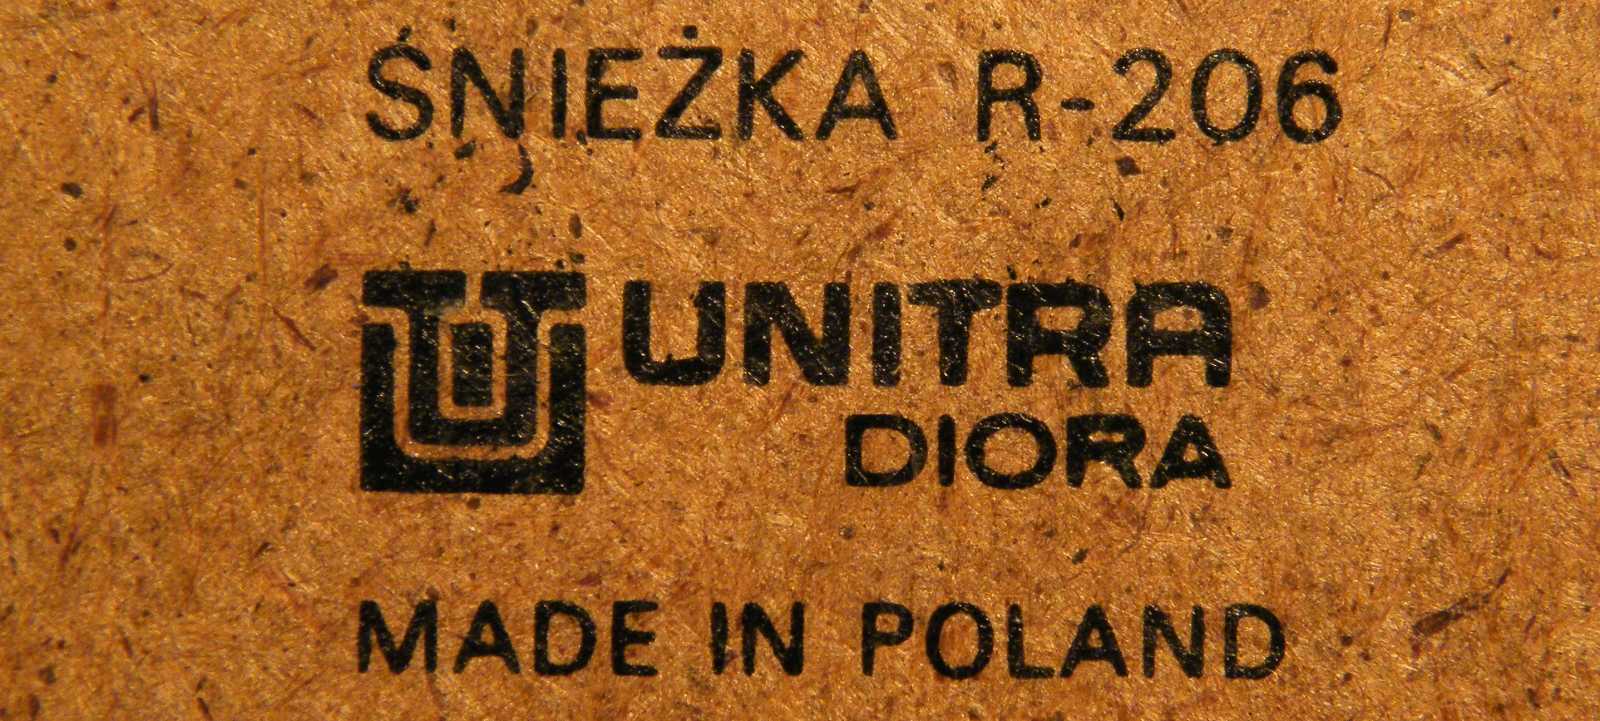 ŚNIEŻKA R-206
UNITRA
DIORA
MADE IN POLAND